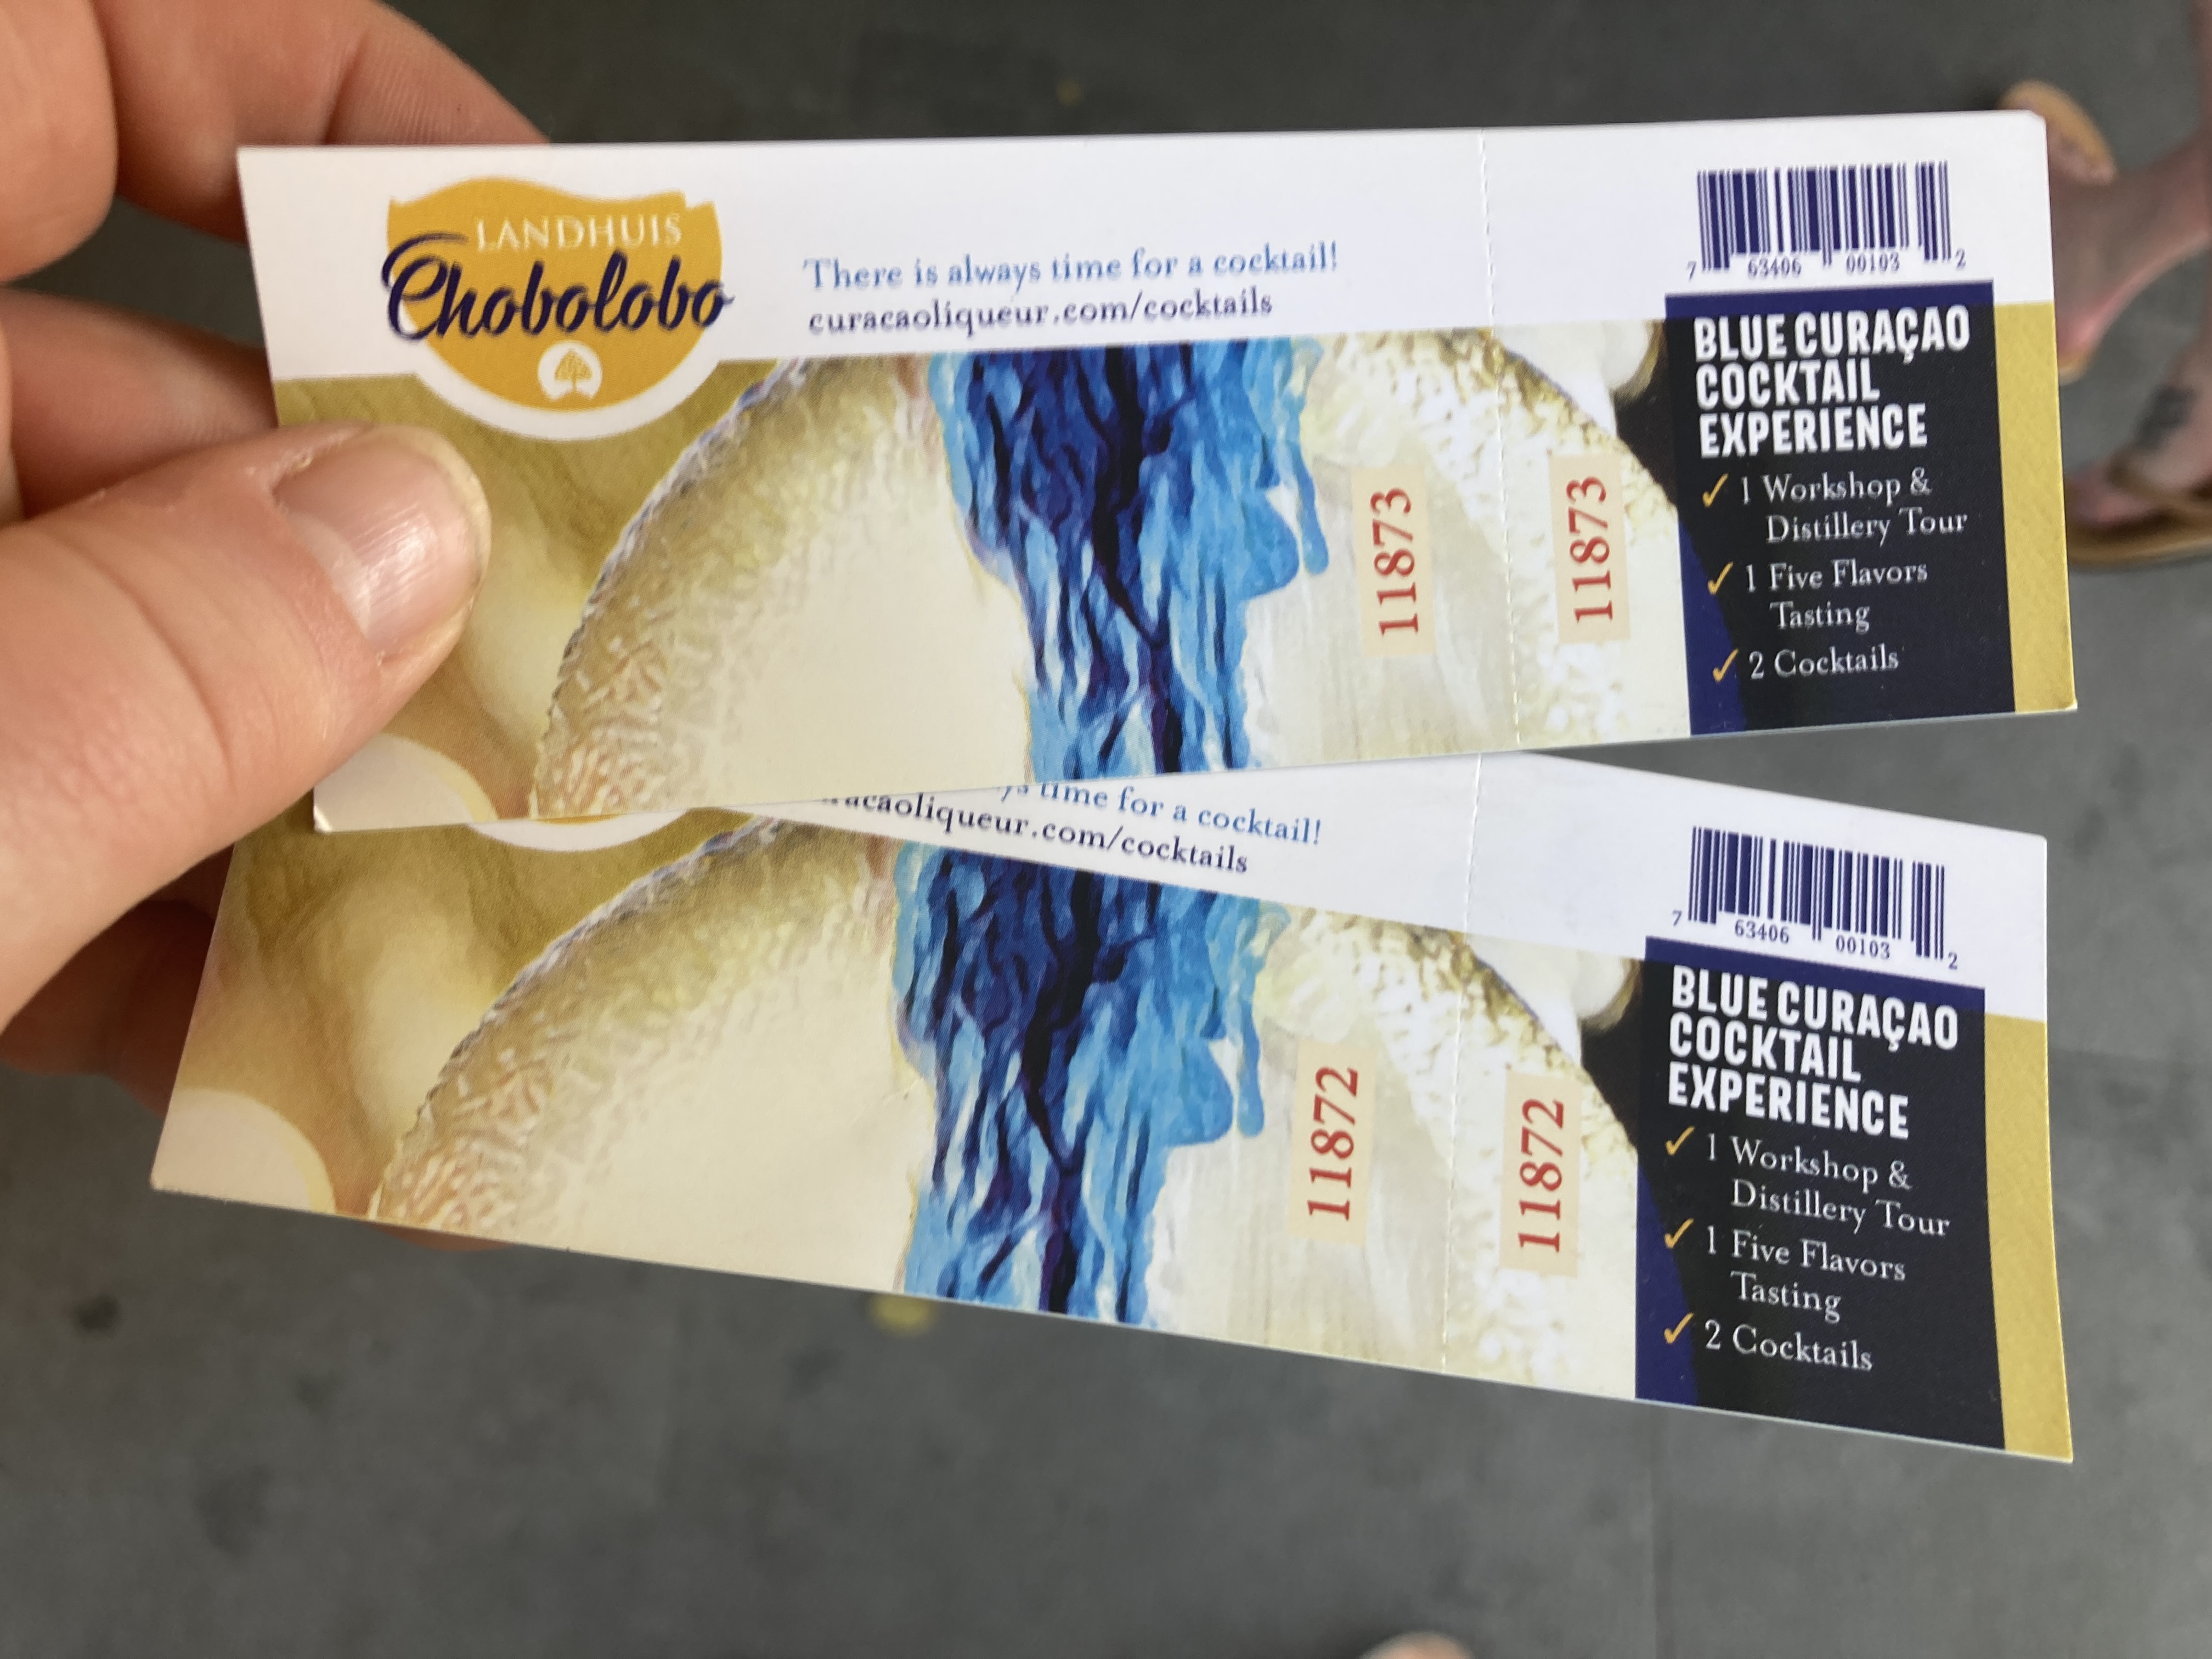 LANDHUIS
Chobolobo
There is always time for a cocktail!
curacaoliqueur.com/cocktails
11873
11873
7 63406 00103 2
BLUE CURAÇAO
COCKTAIL
EXPERIENCE
✓ 1 Workshop &
Distillery Tour
✓ 1 Five Flavors
Tasting
✓ 2 Cocktails
time for a cocktail!
curacaoliqueur.com/cocktails
11872
11872
7 63406 00103 2
BLUE CURAÇAO
COCKTAIL
EXPERIENCE
✓ 1 Workshop &
Distillery Tour
✓ 1 Five Flavors
Tasting
✓ 2 Cocktails